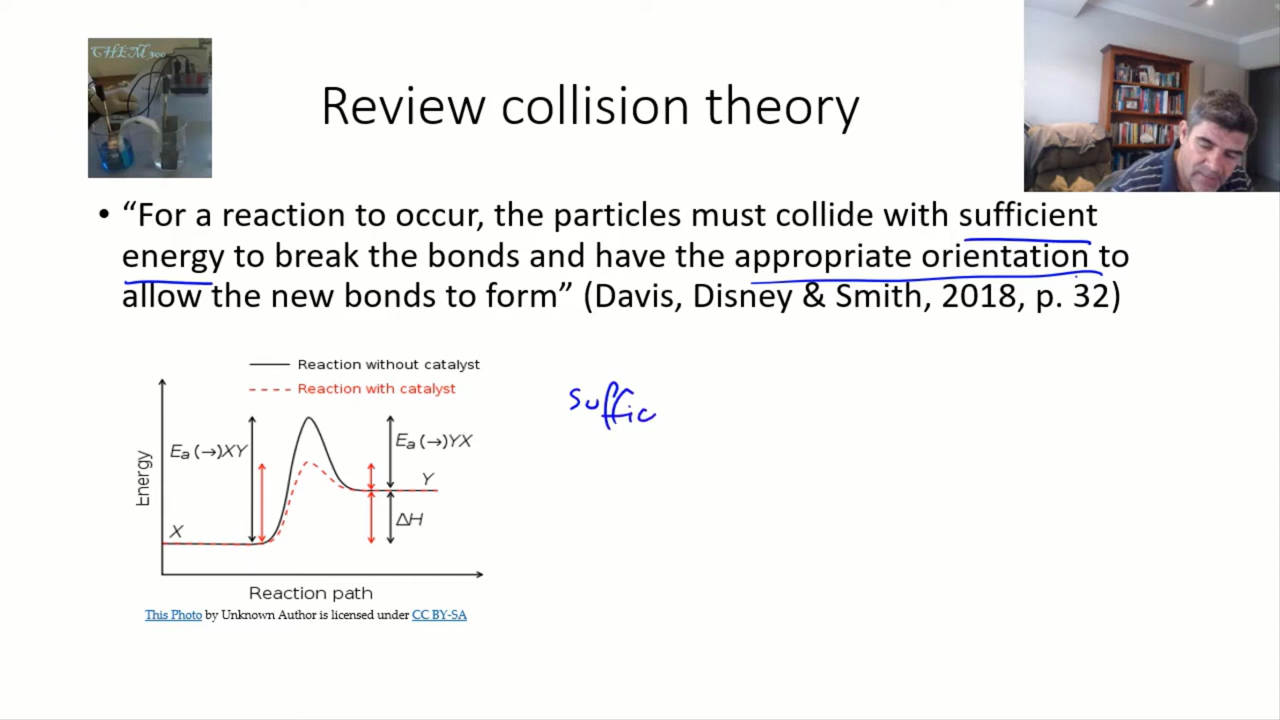 CHEM300
Review collision theory
• “For a reaction to occur, the particles must collide with sufficient
energy to break the bonds and have the appropriate orientation to
allow the new bonds to form” (Davis, Disney & Smith, 2018, p. 32)
Reaction without catalyst
Reaction with catalyst
Energy
Eₐ (→)XY
Eₐ (→)YX
X
Y
ΔH
Reaction path
This Photo by Unknown Author is licensed under CC BY-SA
suffic